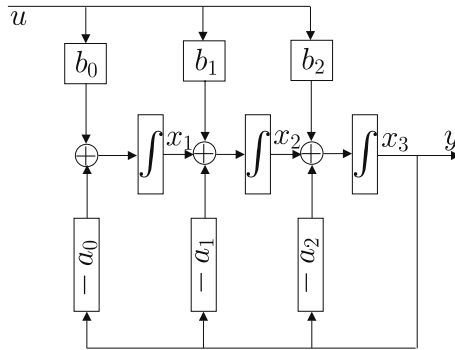 u
b₀ b₁ b₂
∫ x₁ ∫ x₂ ∫ x₃ y
−a₀ −a₁ −a₂